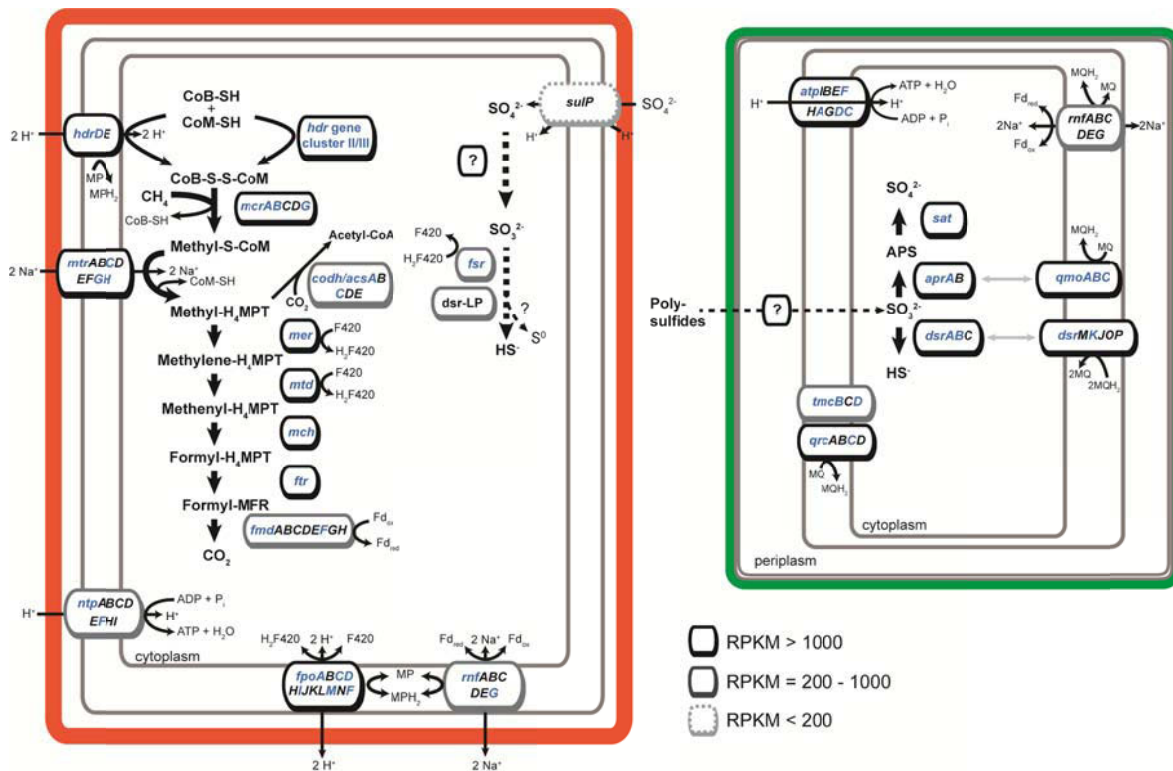 CoB-SH
+
CoM-SH
2 H⁺
hdrDE
2 H⁺
MP
MPH₂
hdr gene
cluster II/III
CoB-S-S-CoM
CH₄
CoB-SH
mcrABCDG
Methyl-S-CoM
2 Na⁺
mtrABCD
EFGH
2 Na⁺
CoM-SH
Acetyl-CoA
CO₂
codh/acsAB
CDE
Methyl-H₄MPT
mer
F420
H₂F420
Methylene-H₄MPT
mtd
F420
H₂F420
Methenyl-H₄MPT
mch
Formyl-H₄MPT
ftr
Formyl-MFR
fmdABCDEFGH
Fdox
Fdred
CO₂
H⁺
ntpABCD
EFHI
ADP + Pi
H⁺
ATP + H₂O
cytoplasm
H₂F420
2 H⁺
F420
fpoABCD
HIJKLMNF
2 H⁺
MP
MPH₂
Fdred
2 Na⁺
Fdox
rnfABC
DEG
2 Na⁺
sulP
SO₄²⁻
SO₄²⁻
H⁺
H⁺
?
SO₃²⁻
F420
H₂F420
fsr
dsr-LP
?
S⁰
HS⁻
H⁺
atpIBEF
HAGDC
ATP + H₂O
H⁺
ADP + Pi
MQH₂
MQ
Fdred
2Na⁺
Fdox
rnfABC
DEG
2Na⁺
SO₄²⁻
sat
APS
aprAB
MQH₂
MQ
qmoABC
Poly-
sulfides
?
SO₃²⁻
dsrABC
dsrMKJOP
2MQ
2MQH₂
HS⁻
tmcBCD
qrcABCD
MQ
MQH₂
cytoplasm
periplasm
RPKM > 1000
RPKM = 200 - 1000
RPKM < 200